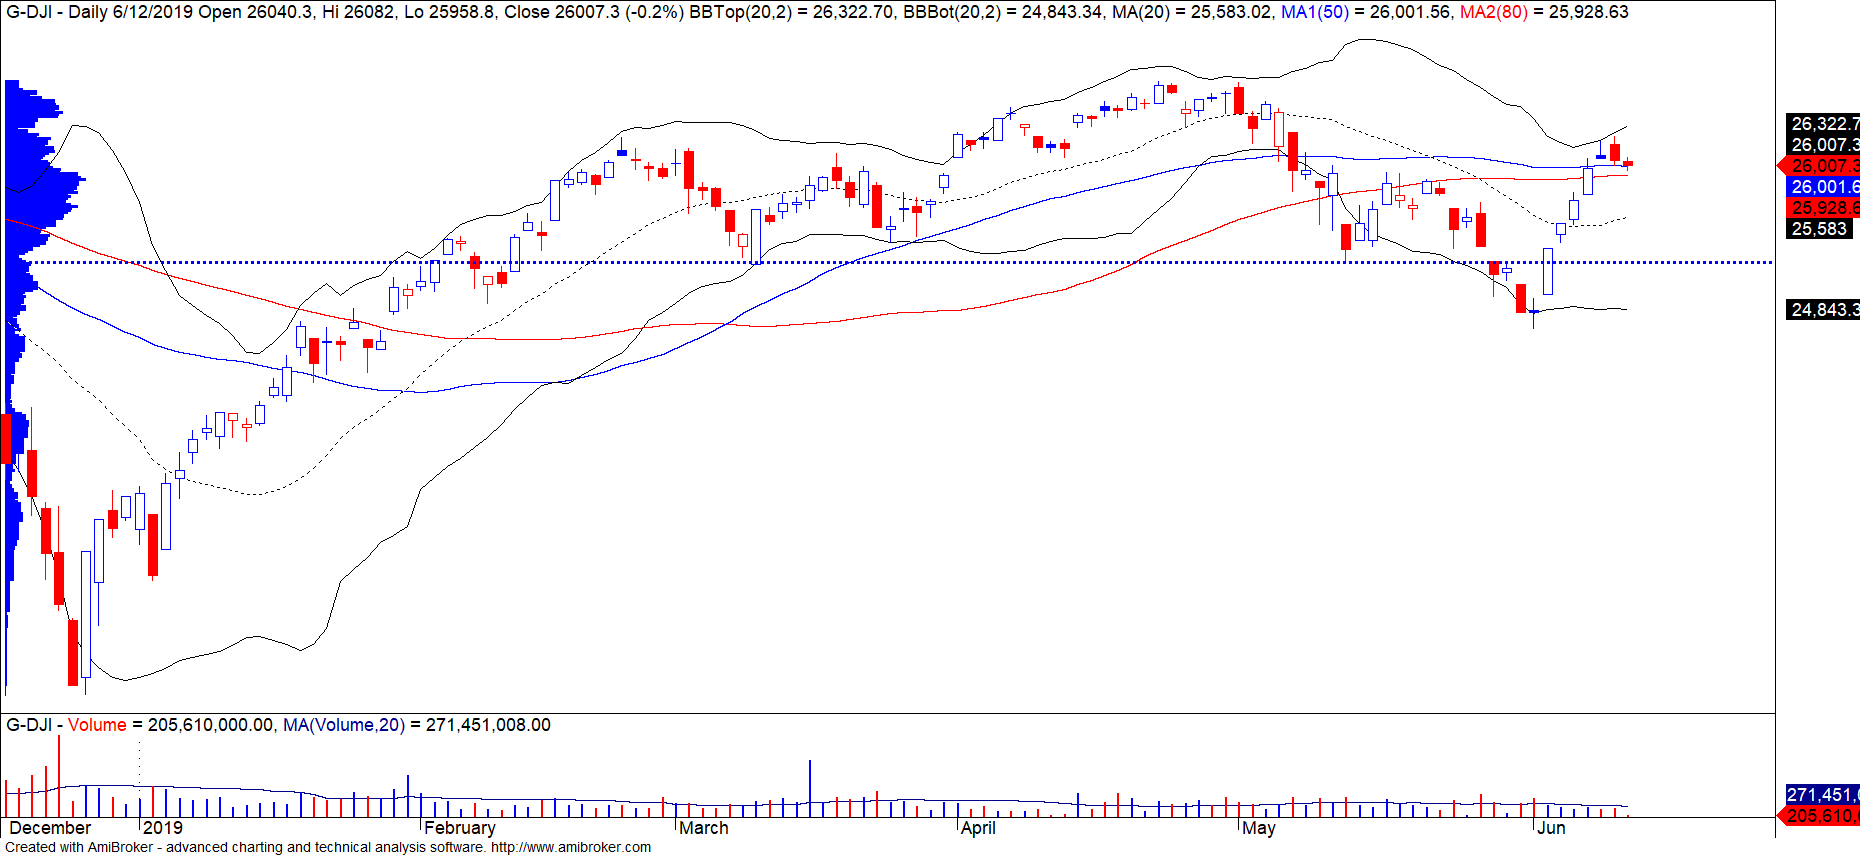 G-DJI - Daily 6/12/2019 Open 26040.3, Hi 26082, Lo 25958.8, Close 26007.3 (-0.2%) BBTop(20,2) = 26,322.70, BBBot(20,2) = 24,843.34, MA(20) = 25,583.02, MA1(50) = 26,001.56, MA2(80) = 25,928.63
26,322.7
26,007.3
26,007.3
26,001.6
25,928.6
25,583
24,843.3
G-DJI - Volume = 205,610,000.00, MA(Volume,20) = 271,451,008.00
271,451,0
205,610,0
December 2019 February March April May Jun
Created with AmiBroker - advanced charting and technical analysis software. http://www.amibroker.com